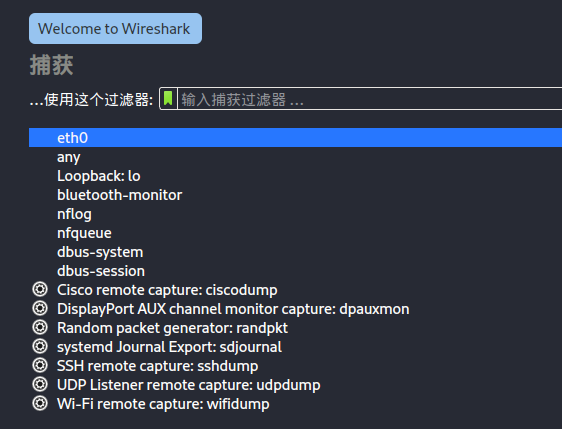 Welcome to Wireshark
捕获
...使用这个过滤器: 输入捕获过滤器 ...
eth0
any
Loopback: lo
bluetooth-monitor
nflog
nfqueue
dbus-system
dbus-session
Cisco remote capture: ciscodump
DisplayPort AUX channel monitor capture: dpauxmon
Random packet generator: randpkt
systemd Journal Export: sdjournal
SSH remote capture: sshdump
UDP Listener remote capture: udpdump
Wi-Fi remote capture: wifidump